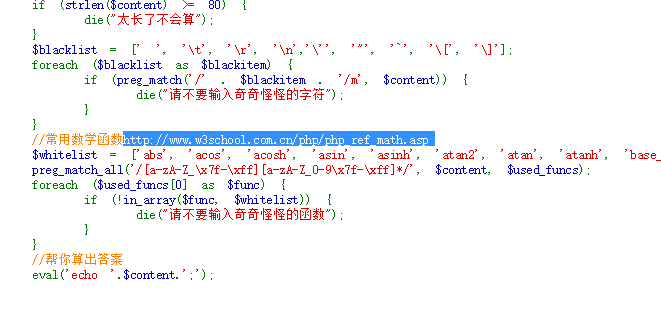 if (strlen($content) >= 80) {
die("太长了不会算");
}
$blacklist = [' ', '\t', '\r', '\n','\'', '"', '`', '\[', '\]'];
foreach ($blacklist as $blackitem) {
if (preg_match('/' . $blackitem . '/m', $content)) {
die("请不要输入奇奇怪怪的字符");
}
}
//常用数学函数http://www.w3school.com.cn/php/php_ref_math.asp
$whitelist = ['abs', 'acos', 'acosh', 'asin', 'asinh', 'atan2', 'atan', 'atanh', 'base_
preg_match_all('/[a-zA-Z_\x7f-\xff][a-zA-Z_0-9\x7f-\xff]*/', $content, $used_funcs);
foreach ($used_funcs[0] as $func) {
if (!in_array($func, $whitelist)) {
die("请不要输入奇奇怪怪的函数");
}
}
//帮你算出答案
eval('echo '.$content.';');